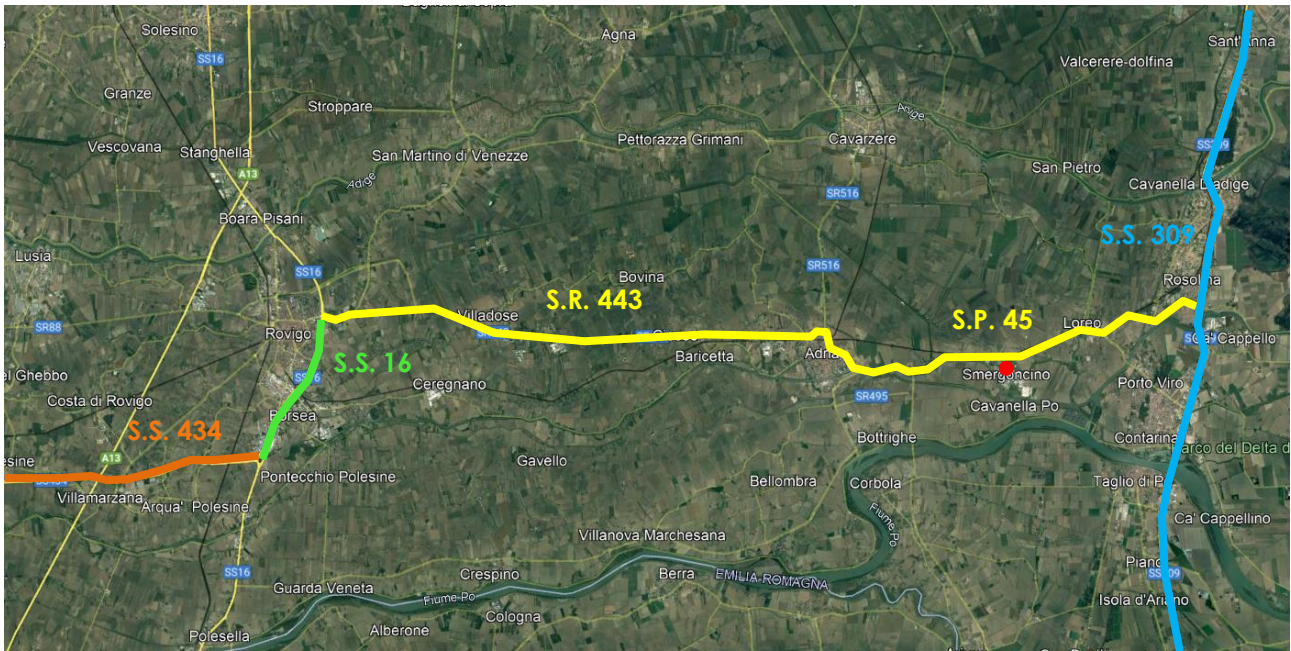 Solesino
Agna
Sant'Anna
SS16
Valcerere-dolfina
Granze
Stroppare
Adige
Pettorazza Grimani
Cavarzere
Vescovana
Stanghella
San Martino di Venezze
SS309
San Pietro
A13
Adige
Cavanella D'adige
SR516
Boara Pisani
S.S. 309
Lusia
SS16
Bovina
SR516
Rosolina
S.R. 443
Villadose
S.P. 45
Loreo
SR88
Rovigo
Ca' Cappello
Baricetta
Adria
S.S. 16
Smergoncino
Ceregnano
Porto Viro
Costa di Rovigo
SR495
Cavanella Po
Borsea
S.S. 434
Bottrighe
Contarina
A13
Gavello
Pontecchio Polesine
Bellombra
Corbola
Taglio di
Villamarzana
Arqua' Polesine
Fiume Po
Ca' Cappellino
Villanova Marchesana
Crespino
Berra
EMILIA ROMAGNA
SS16
Guarda Veneta
Fiume Po
Isola d'Ariano
Cologna
Alberone
Polesella